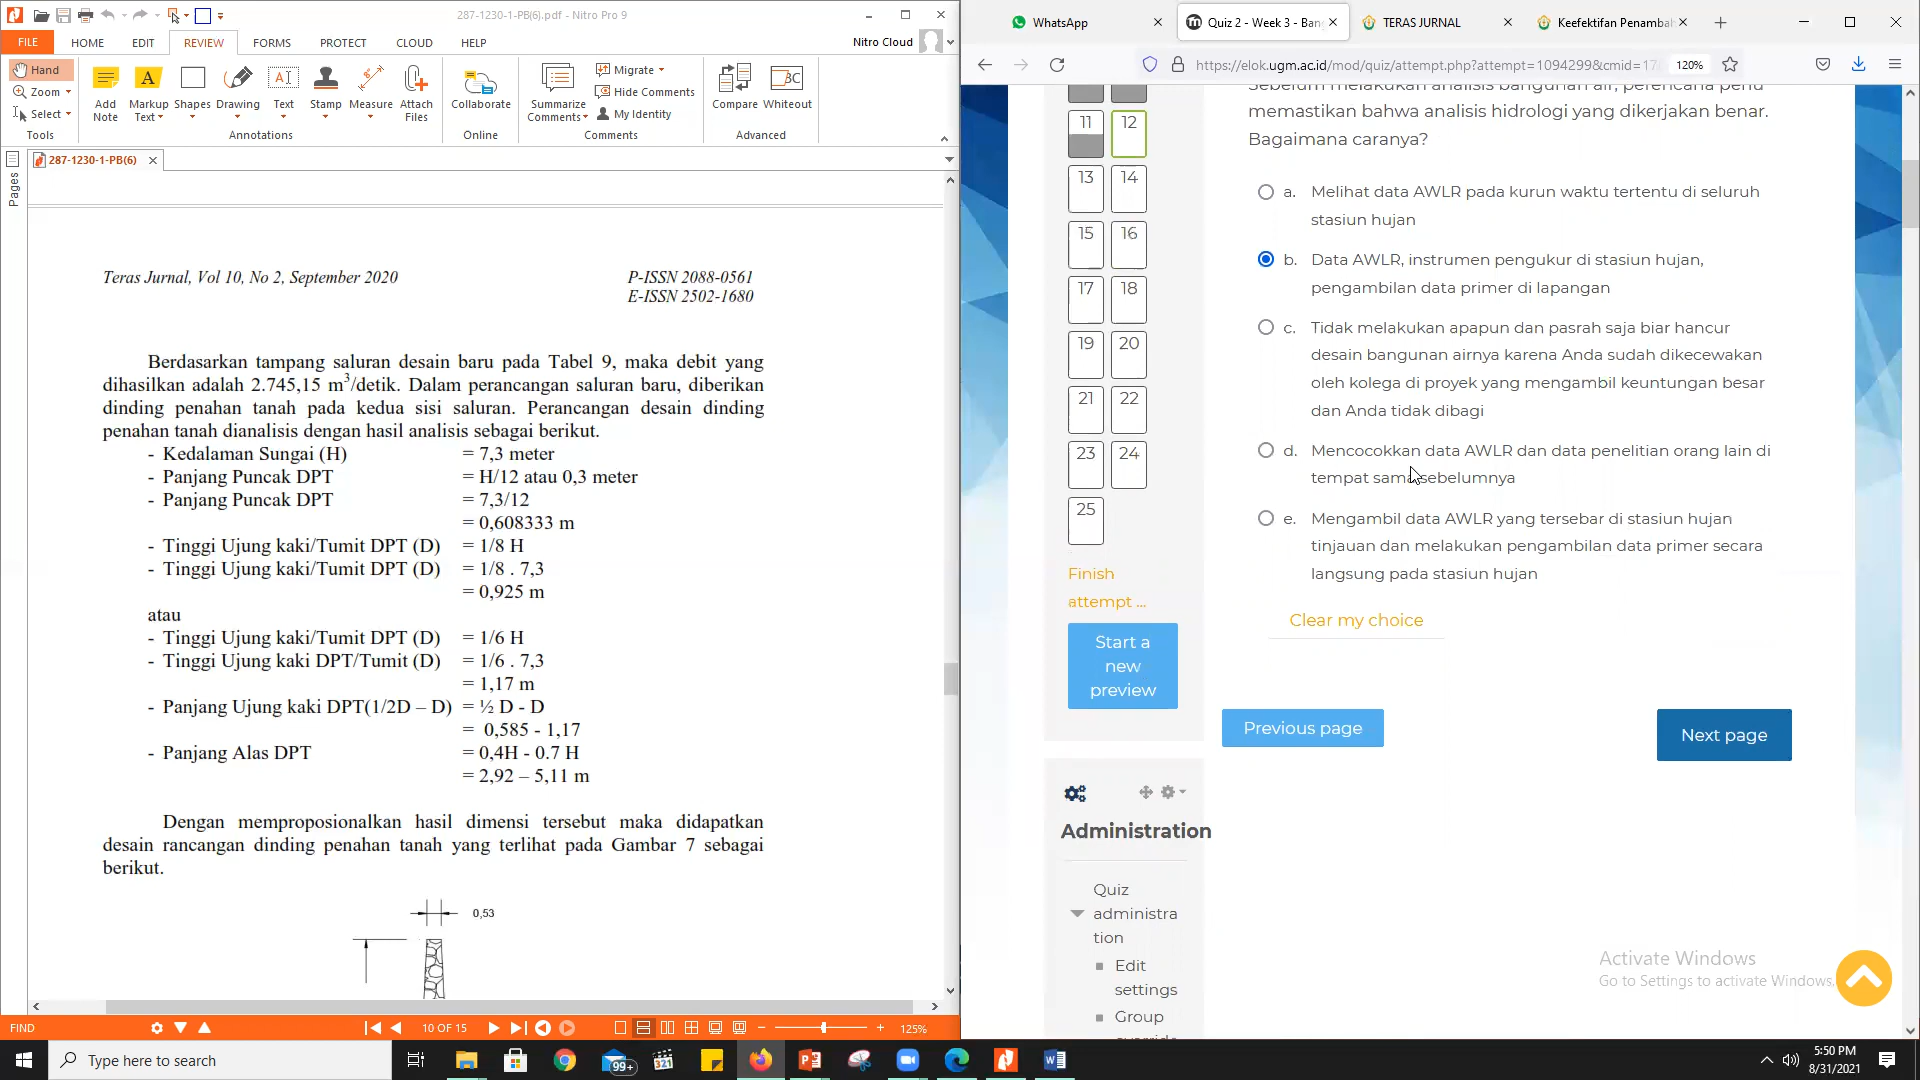 287-1230-1-PB(6).pdf - Nitro Pro 9
FILE HOME EDIT REVIEW FORMS PROTECT CLOUD HELP Nitro Cloud
Hand
Zoom
Select
Tools
Add Note
Markup Text
Shapes
Drawing
Text
Stamp
Measure
Attach Files
Annotations
Collaborate
Online
Summarize Comments
Migrate
Hide Comments
My Identity
Comments
Compare
Whiteout
Advanced
287-1230-1-PB(6)
Pages
Teras Jurnal, Vol 10, No 2, September 2020 P-ISSN 2088-0561
E-ISSN 2502-1680
Berdasarkan tampang saluran desain baru pada Tabel 9, maka debit yang
dihasilkan adalah 2.745,15 m³/detik. Dalam perancangan saluran baru, diberikan
dinding penahan tanah pada kedua sisi saluran. Perancangan desain dinding
penahan tanah dianalisis dengan hasil analisis sebagai berikut.
- Kedalaman Sungai (H) = 7,3 meter
- Panjang Puncak DPT = H/12 atau 0,3 meter
- Panjang Puncak DPT = 7,3/12
= 0,608333 m
- Tinggi Ujung kaki/Tumit DPT (D) = 1/8 H
- Tinggi Ujung kaki/Tumit DPT (D) = 1/8 . 7,3
= 0,925 m
atau
- Tinggi Ujung kaki/Tumit DPT (D) = 1/6 H
- Tinggi Ujung kaki DPT/Tumit (D) = 1/6 . 7,3
= 1,17 m
- Panjang Ujung kaki DPT(1/2D – D) = ½ D - D
= 0,585 - 1,17
- Panjang Alas DPT = 0,4H - 0.7 H
= 2,92 – 5,11 m
Dengan memproposionalkan hasil dimensi tersebut maka didapatkan
desain rancangan dinding penahan tanah yang terlihat pada Gambar 7 sebagai
berikut.
0,53
FIND 10 OF 15 125%
WhatsApp
Quiz 2 - Week 3 - Ban
TERAS JURNAL
Keefektifan Penambah
https://elok.ugm.ac.id/mod/quiz/attempt.php?attempt=1094299&cmid=17 120%
11 12
13 14
15 16
17 18
19 20
21 22
23 24
25
Finish
attempt ...
Start a
new
preview
Sebelum melakukan analisis bangunan air, perencana perlu
memastikan bahwa analisis hidrologi yang dikerjakan benar.
Bagaimana caranya?
a. Melihat data AWLR pada kurun waktu tertentu di seluruh
stasiun hujan
b. Data AWLR, instrumen pengukur di stasiun hujan,
pengambilan data primer di lapangan
c. Tidak melakukan apapun dan pasrah saja biar hancur
desain bangunan airnya karena Anda sudah dikecewakan
oleh kolega di proyek yang mengambil keuntungan besar
dan Anda tidak dibagi
d. Mencocokkan data AWLR dan data penelitian orang lain di
tempat sama sebelumnya
e. Mengambil data AWLR yang tersebar di stasiun hujan
tinjauan dan melakukan pengambilan data primer secara
langsung pada stasiun hujan
Clear my choice
Previous page
Next page
Administration
Quiz
administra
tion
Edit
settings
Group
Activate Windows
Go to Settings to activate Windows.
Type here to search
99+
321
5:50 PM
8/31/2021